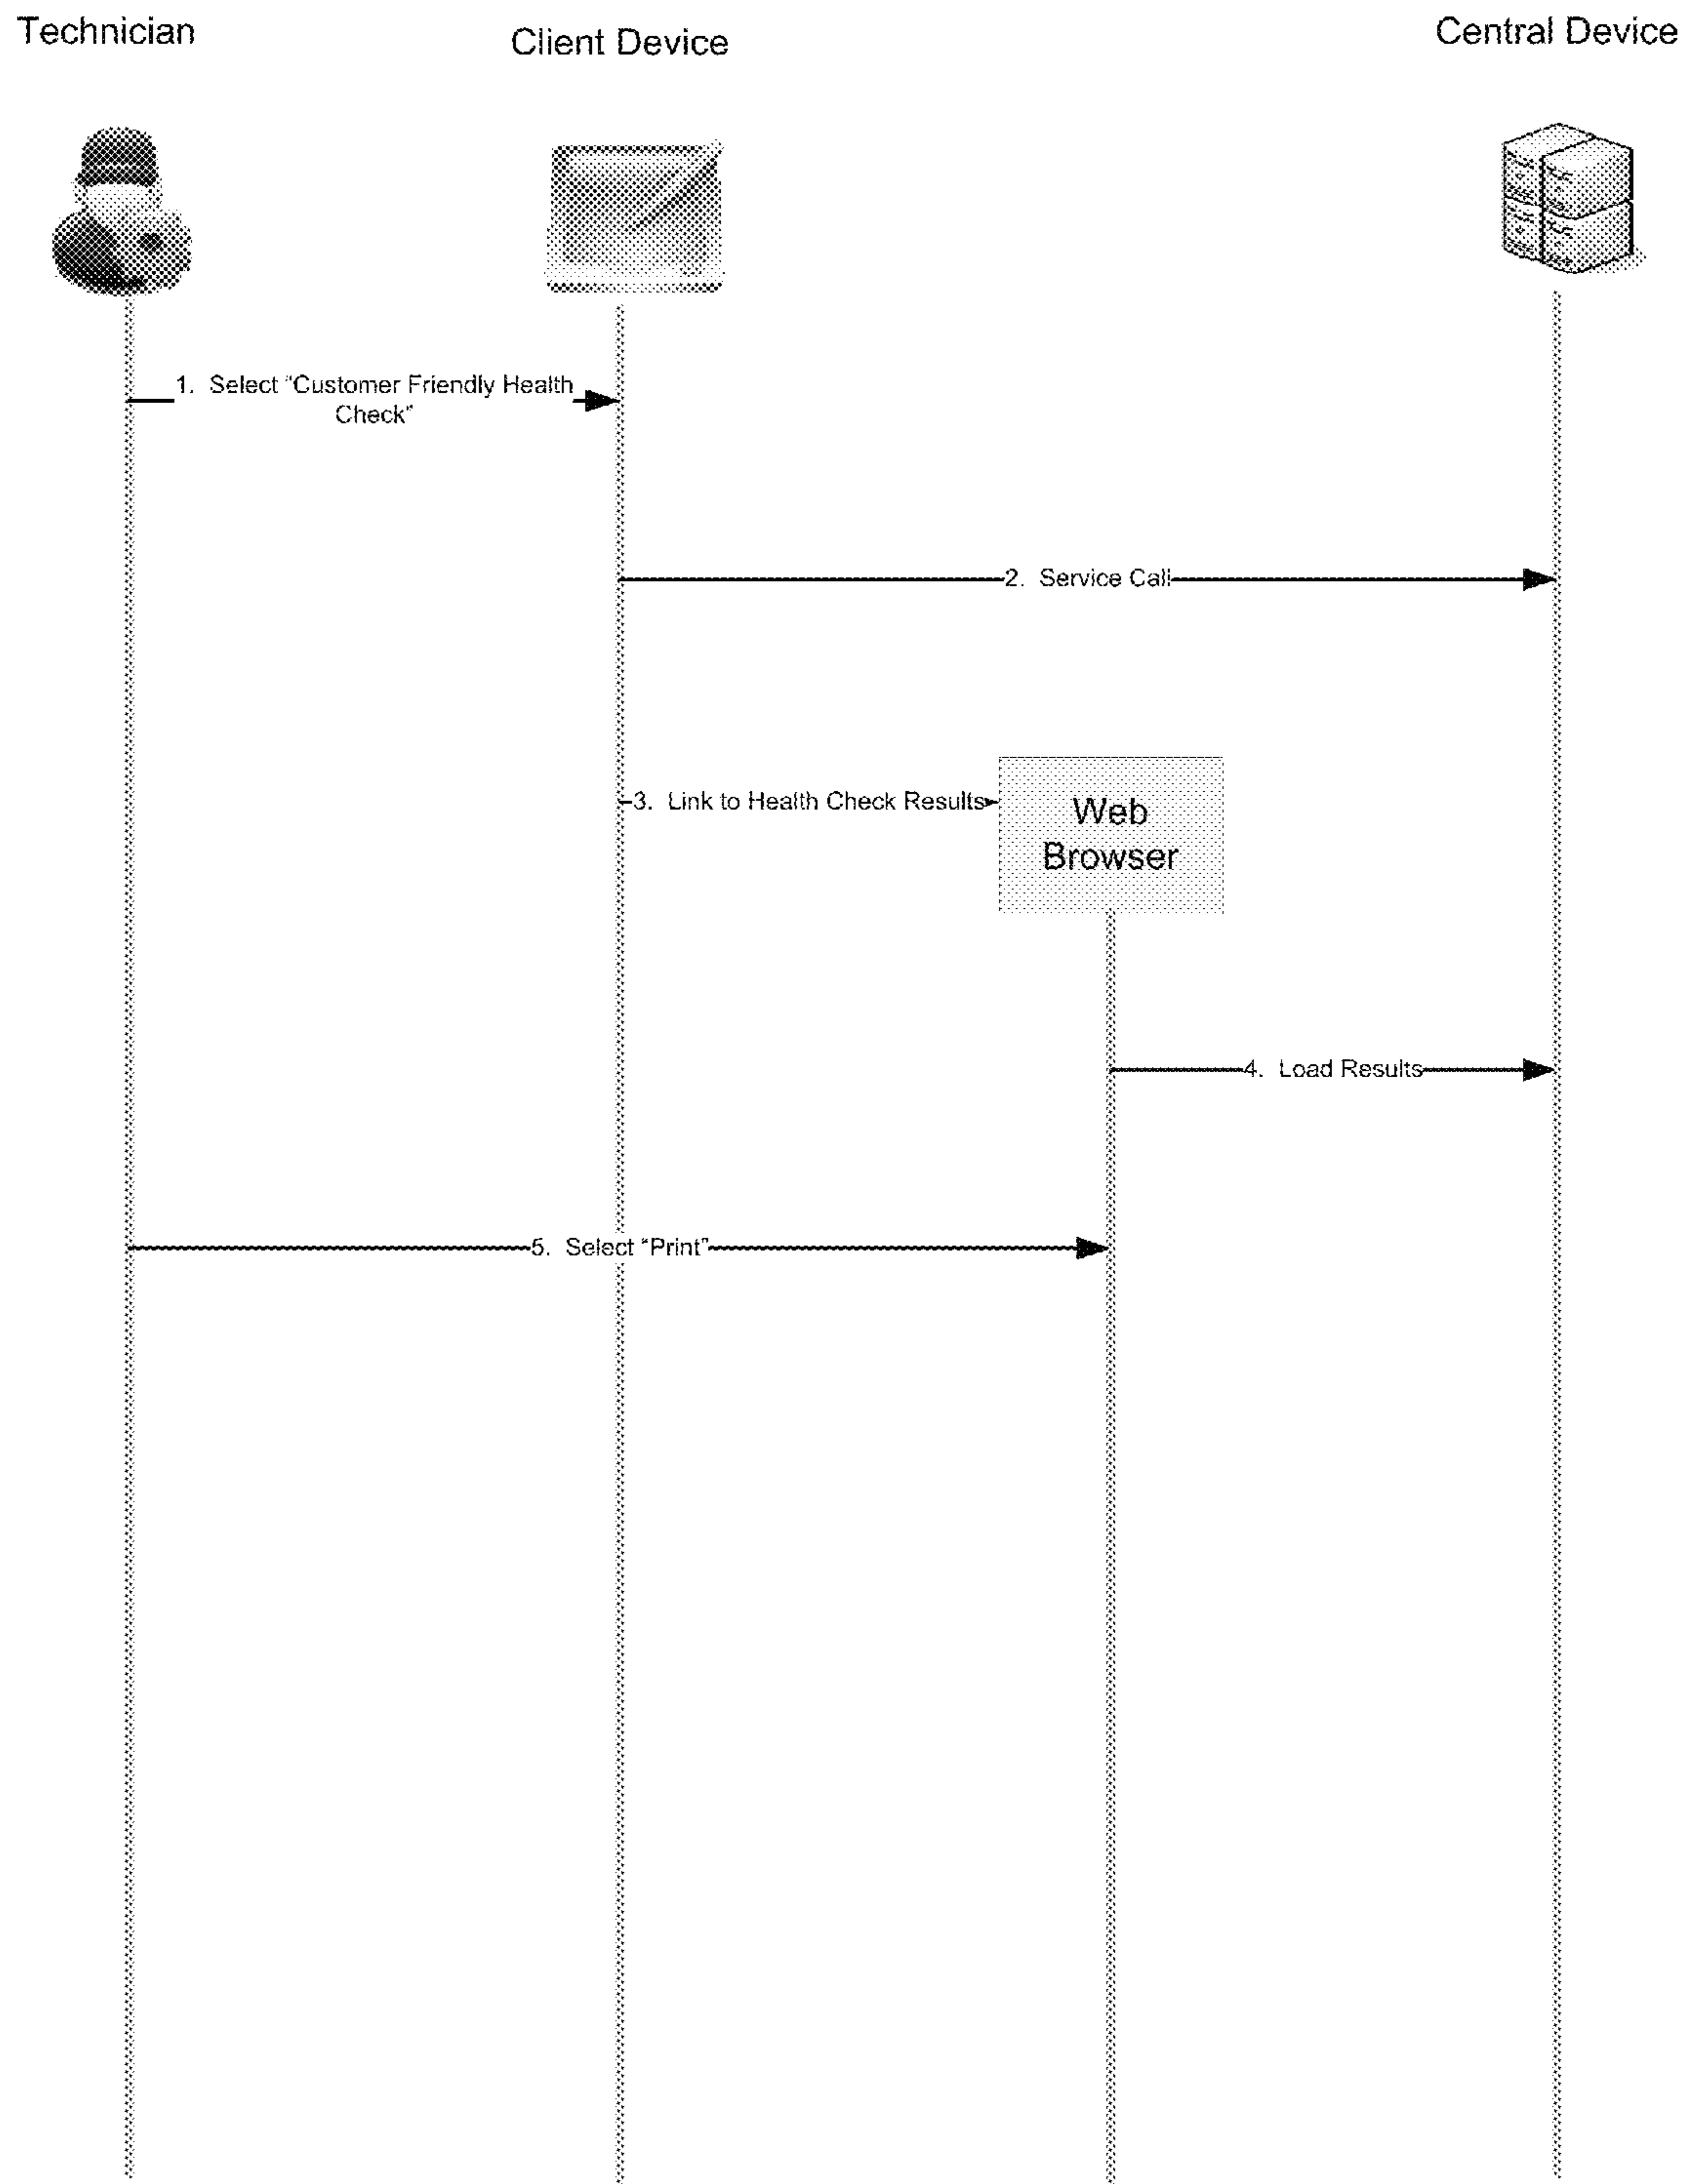 Technician
Client Device
Central Device
1. Select "Customer Friendly Health
Check"
2. Service Call
3. Link to Health Check Results
Web
Browser
4. Load Results
5. Select "Print"